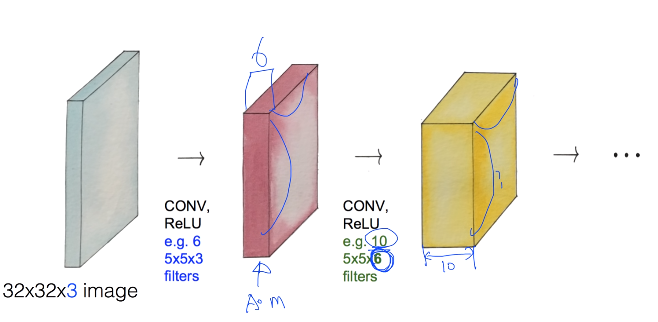 6
CONV,
ReLU
e.g. 6
5x5x3
filters
CONV,
ReLU
e.g. 10
5x5x6
filters
...
10
32x32x3 image